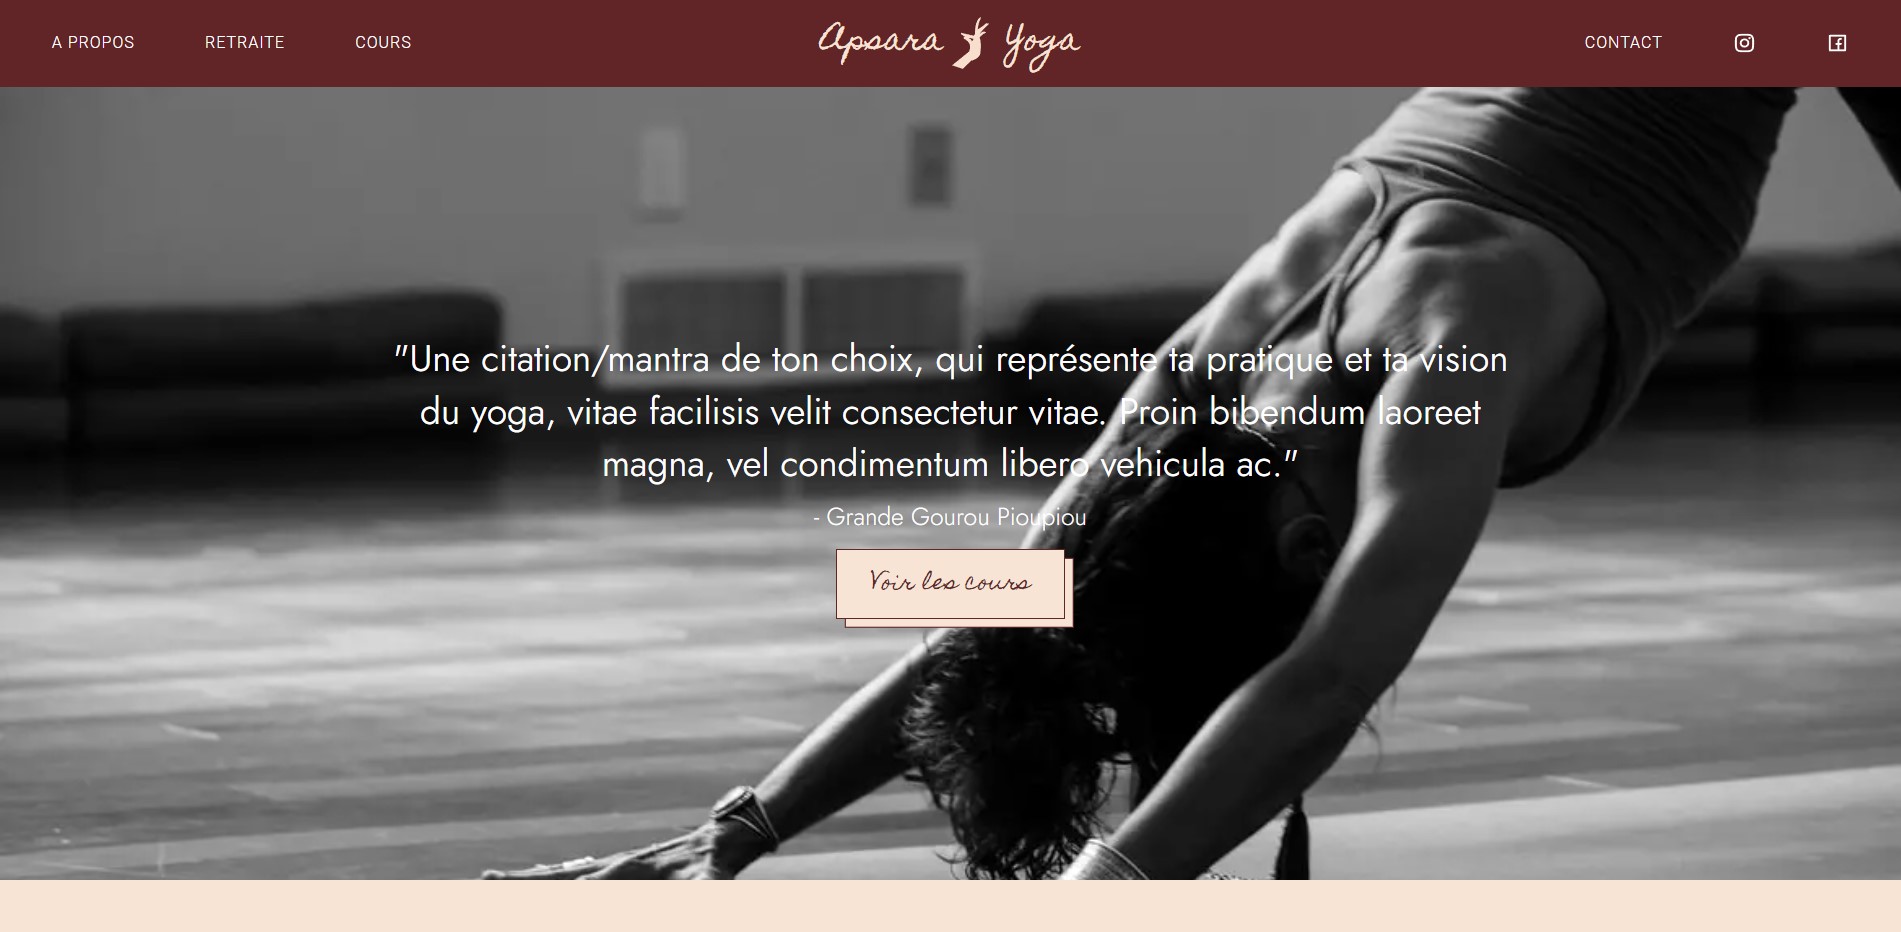 A PROPOS
RETRAITE
COURS
Apsara Yoga
CONTACT
"Une citation/mantra de ton choix, qui représente ta pratique et ta vision
du yoga, vitae facilisis velit consectetur vitae. Proin bibendum laoreet
magna, vel condimentum libero vehicula ac."
- Grande Gourou Pioupiou
Voir les cours